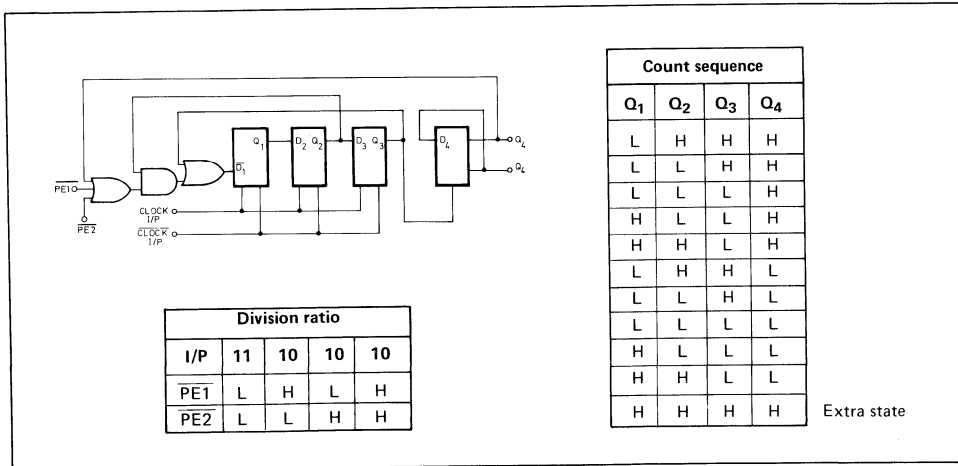 Q1 D2 Q2 D3 Q3 D4 Q4
D1 Q4
PE1
PE2
CLOCK
I/P
CLOCK
I/P
Division ratio
I/P 11 10 10 10
PE1 L H L H
PE2 L L H H
Count sequence
Q1 Q2 Q3 Q4
L H H H
L L H H
L L L H
H L L H
H H L H
L H H L
L L H L
L L L L
H L L L
H H L L
H H H H Extra state